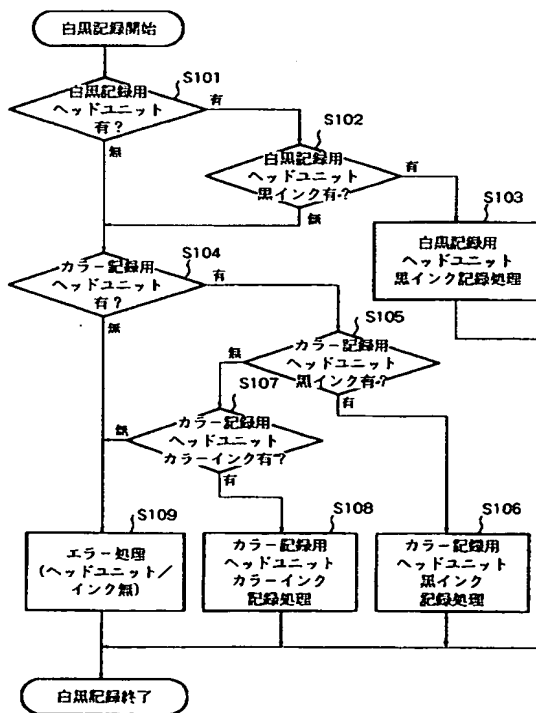 白黒記録開始
S101
白黒記録用
ヘッドユニット
有?
有
無
S102
白黒記録用
ヘッドユニット
黒インク有?
有
無
S103
白黒記録用
ヘッドユニット
黒インク記録処理
S104
カラー記録用
ヘッドユニット
有?
有
無
S105
カラー記録用
ヘッドユニット
黒インク有?
無
有
S107
カラー記録用
ヘッドユニット
カラーインク有?
無
有
S109
エラー処理
(ヘッドユニット/
インク無)
S108
カラー記録用
ヘッドユニット
カラーインク
記録処理
S106
カラー記録用
ヘッドユニット
黒インク
記録処理
白黒記録終了